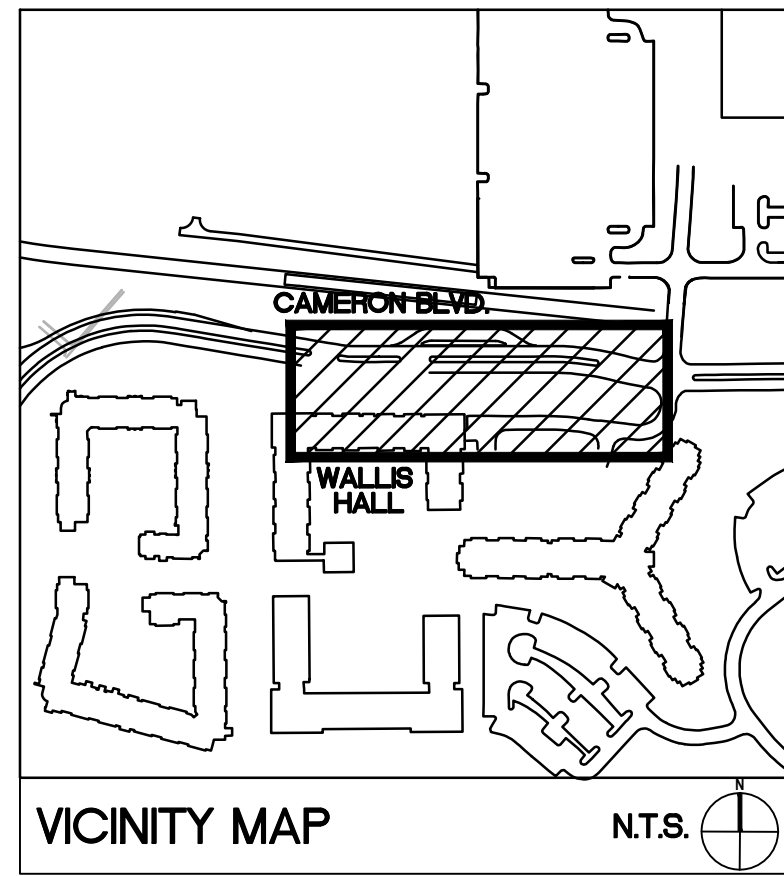 CAMERON BLVD.
WALLIS
HALL
VICINITY MAP
N.T.S.
N